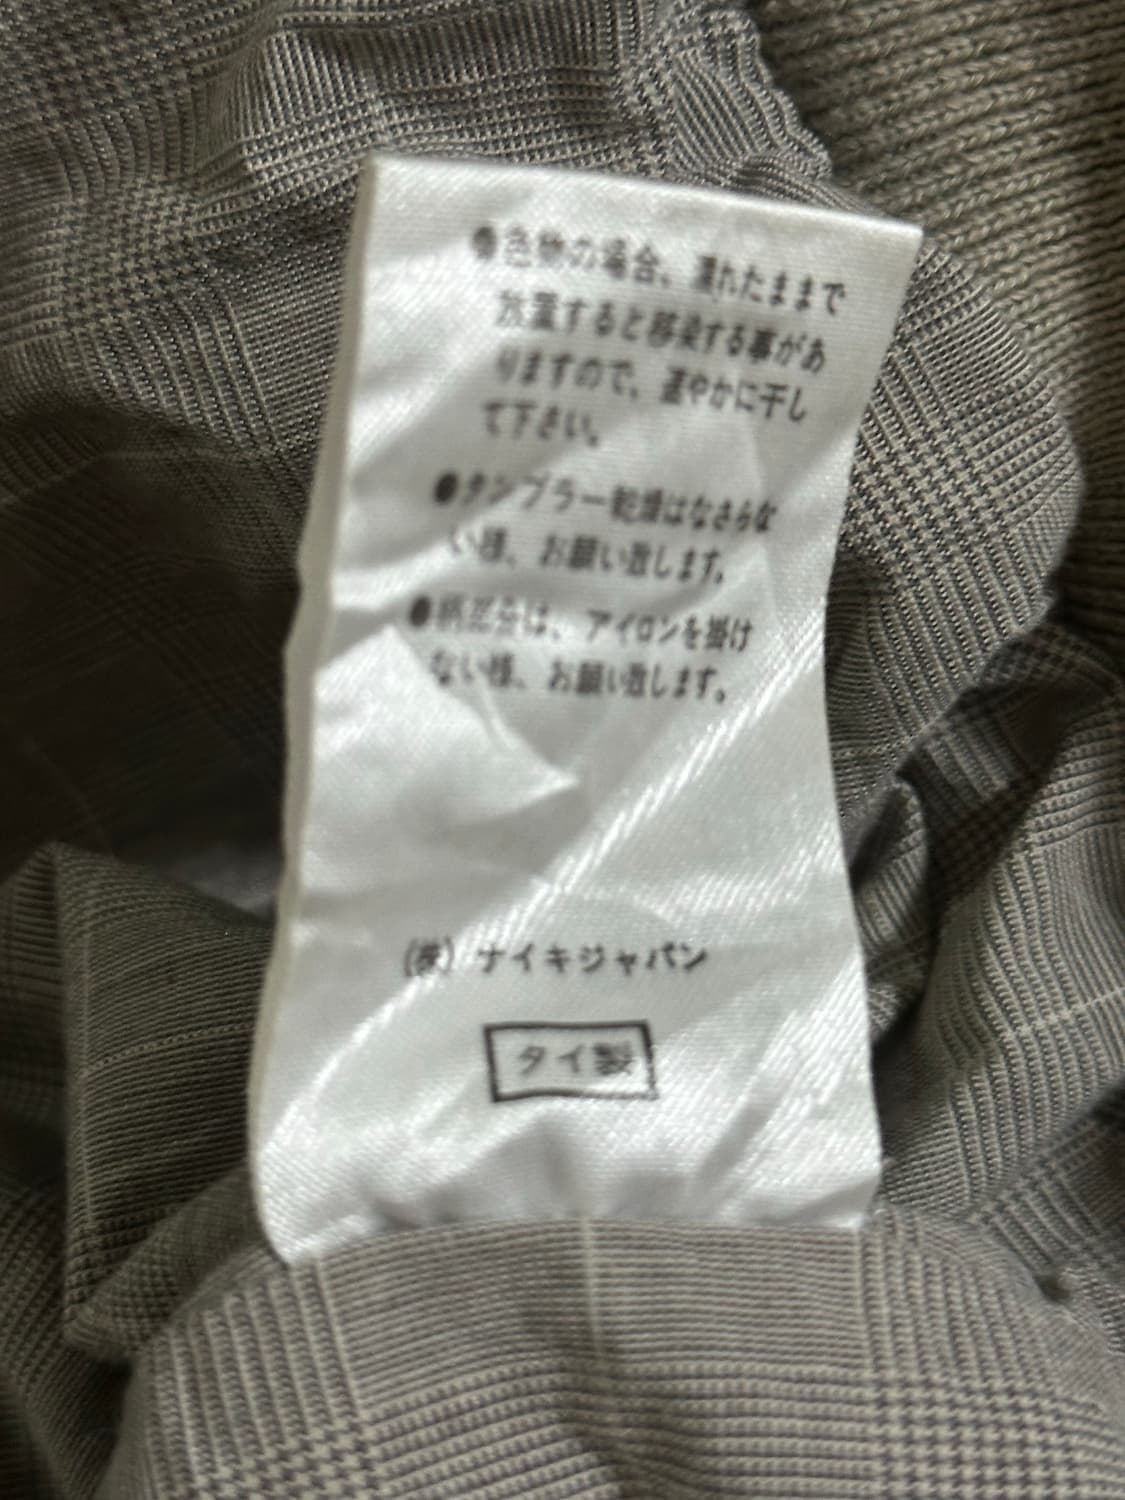 ●色物の場合、濡れたままで
放置すると移染する事があ
りますので、速やかに干し
て下さい。
●タンブラー乾燥はなさらな
い様、お願い致します。
●柄部分は、アイロンを掛け
ない様、お願い致します。
(株) ナイキジャパン
タイ製